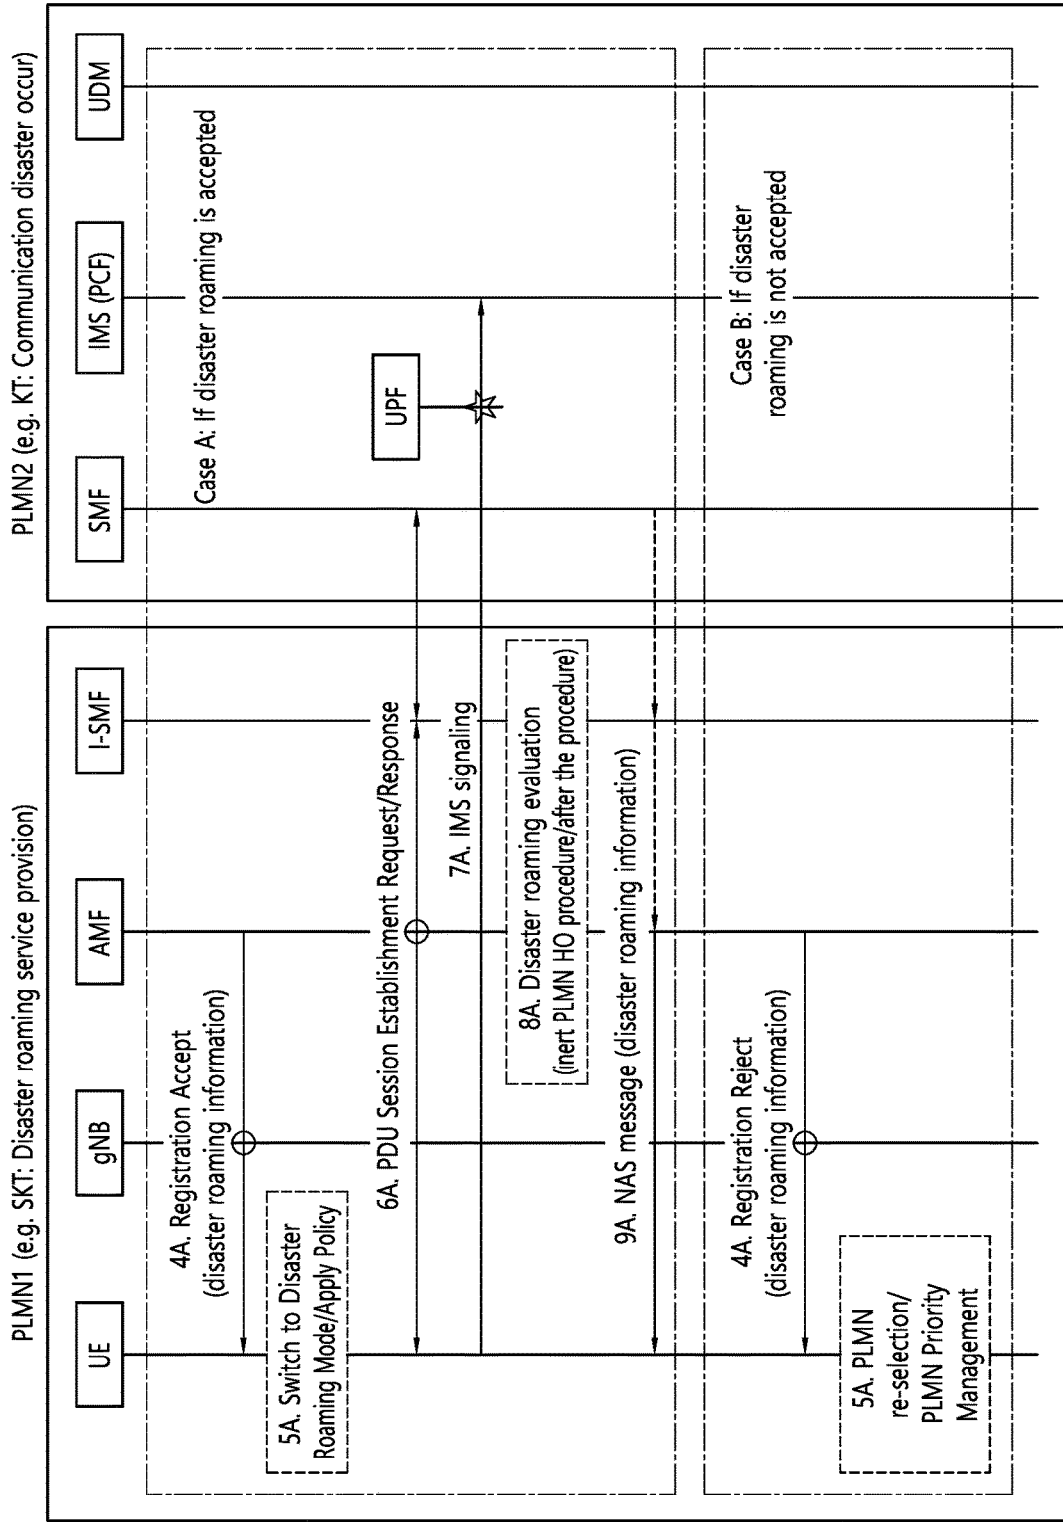 PLMN1 (e.g. SKT: Disaster roaming service provision)
PLMN2 (e.g. KT: Communication disaster occur)
UE
gNB
AMF
I-SMF
SMF
IMS (PCF)
UDM
Case A: If disaster roaming is accepted
4A. Registration Accept
(disaster roaming information)
5A. Switch to Disaster
Roaming Mode/Apply Policy
6A. PDU Session Establishment Request/Response
UPF
7A. IMS signaling
8A. Disaster roaming evaluation
(inert PLMN HO procedure/after the procedure)
9A. NAS message (disaster roaming information)
Case B: If disaster
roaming is not accepted
4A. Registration Reject
(disaster roaming information)
5A. PLMN
re-selection/
PLMN Priority
Management